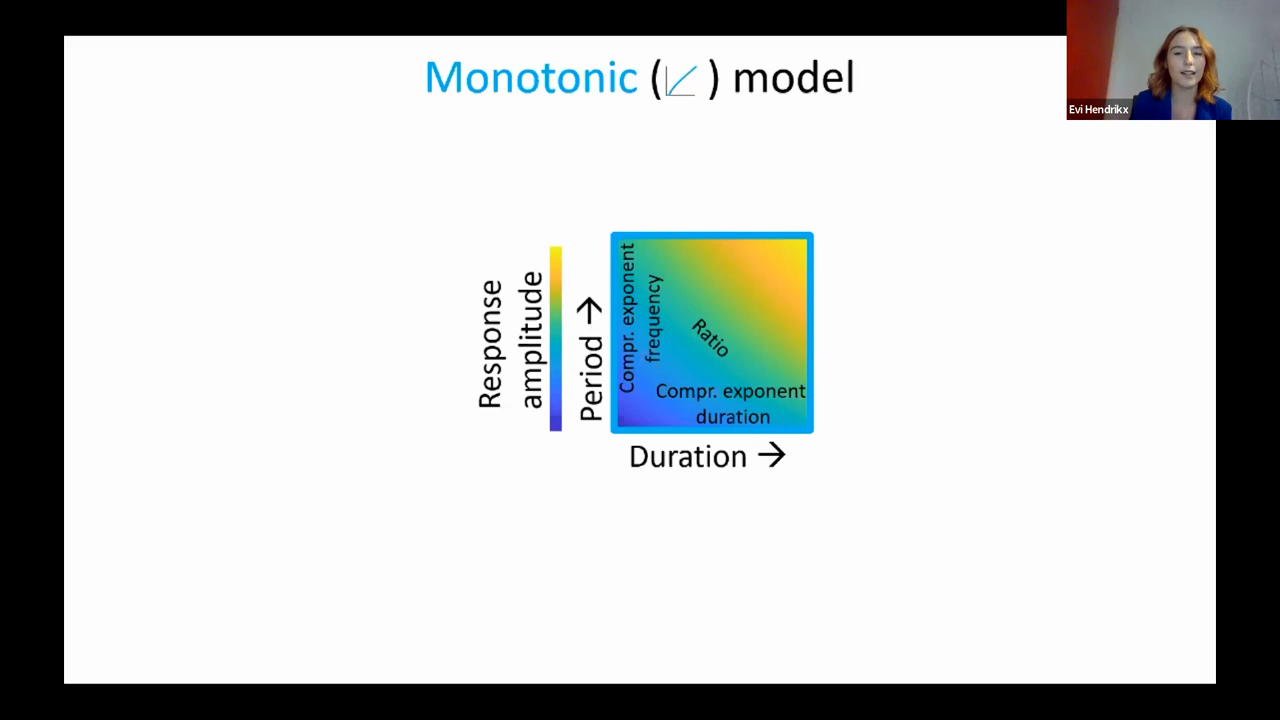 Monotonic ( ) model
Evi Hendrikx
Response
amplitude
Period →
Compr. exponent
frequency
Ratio
Compr. exponent
duration
Duration →